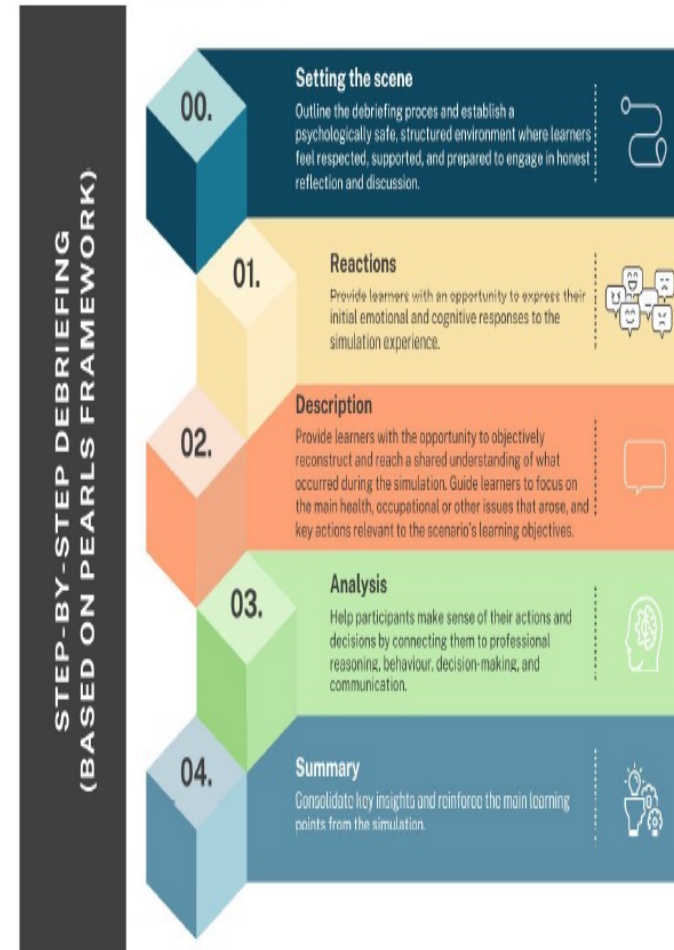 STEP-BY-STEP DEBRIEFING
(BASED ON PEARLS FRAMEWORK)
00.
Setting the scene
Outline the debriefing proces and establish a
psychologically safe, structured environment where learners
feel respected, supported, and prepared to engage in honest
reflection and discussion.
01.
Reactions
Provide learners with an opportunity to express their
initial emotional and cognitive responses to the
simulation experience.
02.
Description
Provide learners with the opportunity to objectively
reconstruct and reach a shared understanding of what
occurred during the simulation. Guide learners to focus on
the main health, occupational or other issues that arose, and
key actions relevant to the scenario's learning objectives.
03.
Analysis
Help participants make sense of their actions and
decisions by connecting them to professional
reasoning, behaviour, decision-making, and
communication.
04.
Summary
Consolidate key insights and reinforce the main learning
points from the simulation.